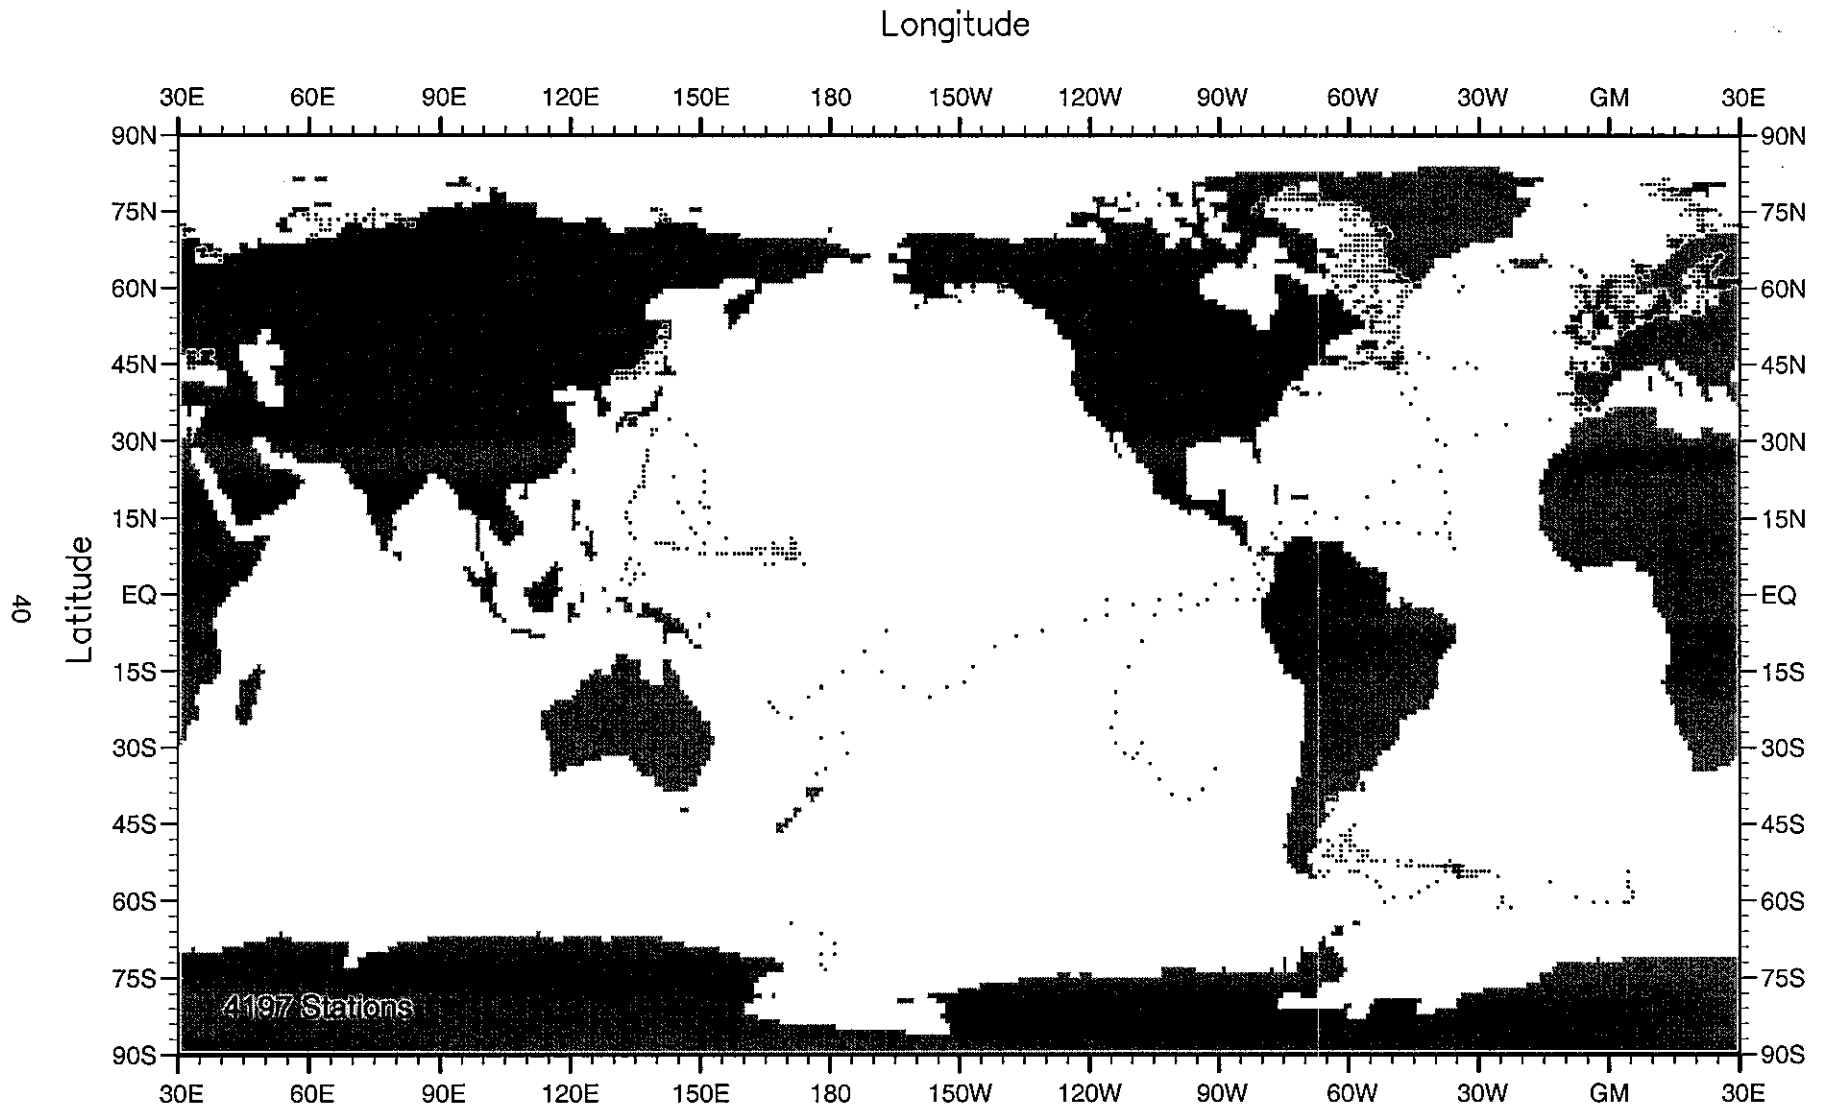 Longitude
30E 60E 90E 120E 150E 180 150W 120W 90W 60W 30W GM 30E
90N 90N
75N 75N
60N 60N
45N 45N
30N 30N
15N 15N
EQ EQ
15S 15S
30S 30S
45S 45S
60S 60S
75S 75S
90S 90S
Latitude
40
4197 Stations
30E 60E 90E 120E 150E 180 150W 120W 90W 60W 30W GM 30E